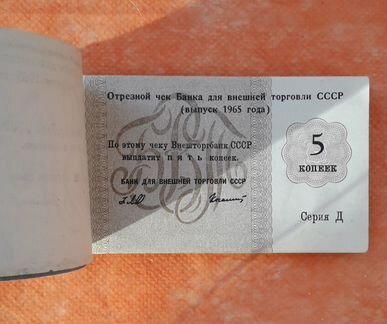 Отрезной чек Банка для внешней торговли СССР
(выпуск 1965 года)
По этому чеку Внешторгбанк СССР
выплатит пять копеек.
БАНК ДЛЯ ВНЕШНЕЙ ТОРГОВЛИ СССР
5
КОПЕЕК
Серия Д